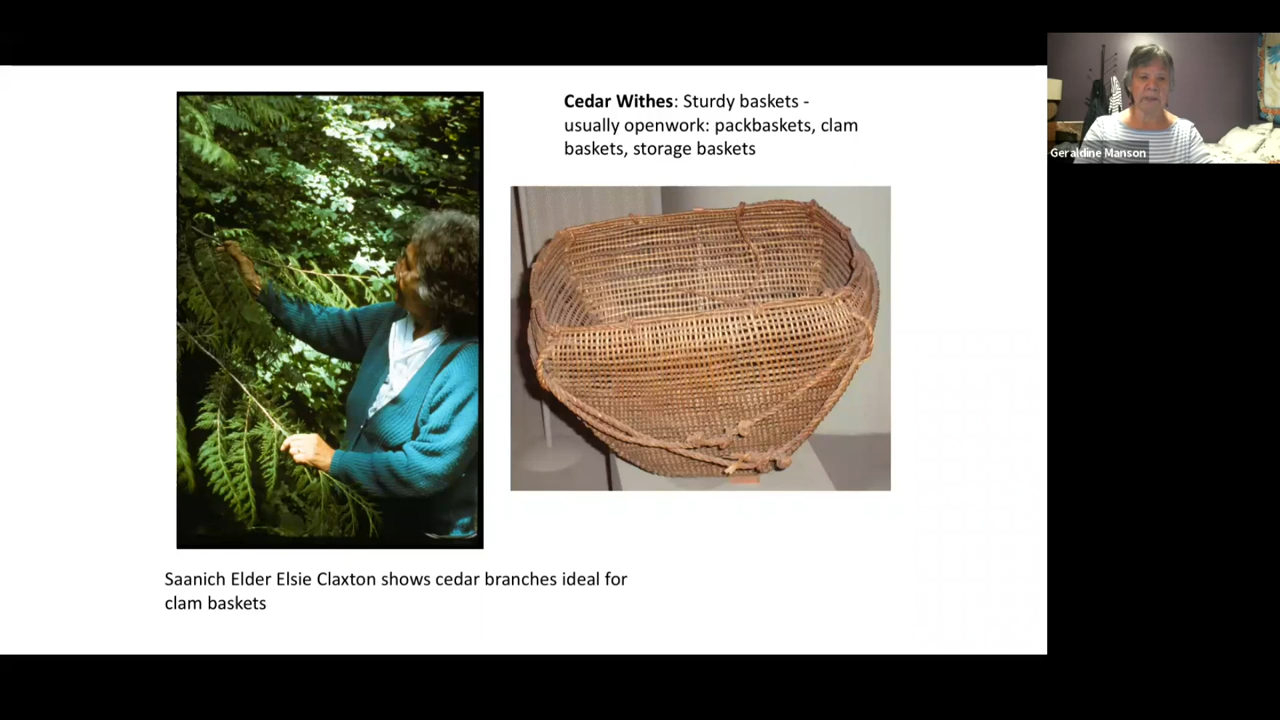 Cedar Withes: Sturdy baskets -
usually openwork: packbaskets, clam
baskets, storage baskets
Geraldine Manson
Saanich Elder Elsie Claxton shows cedar branches ideal for
clam baskets